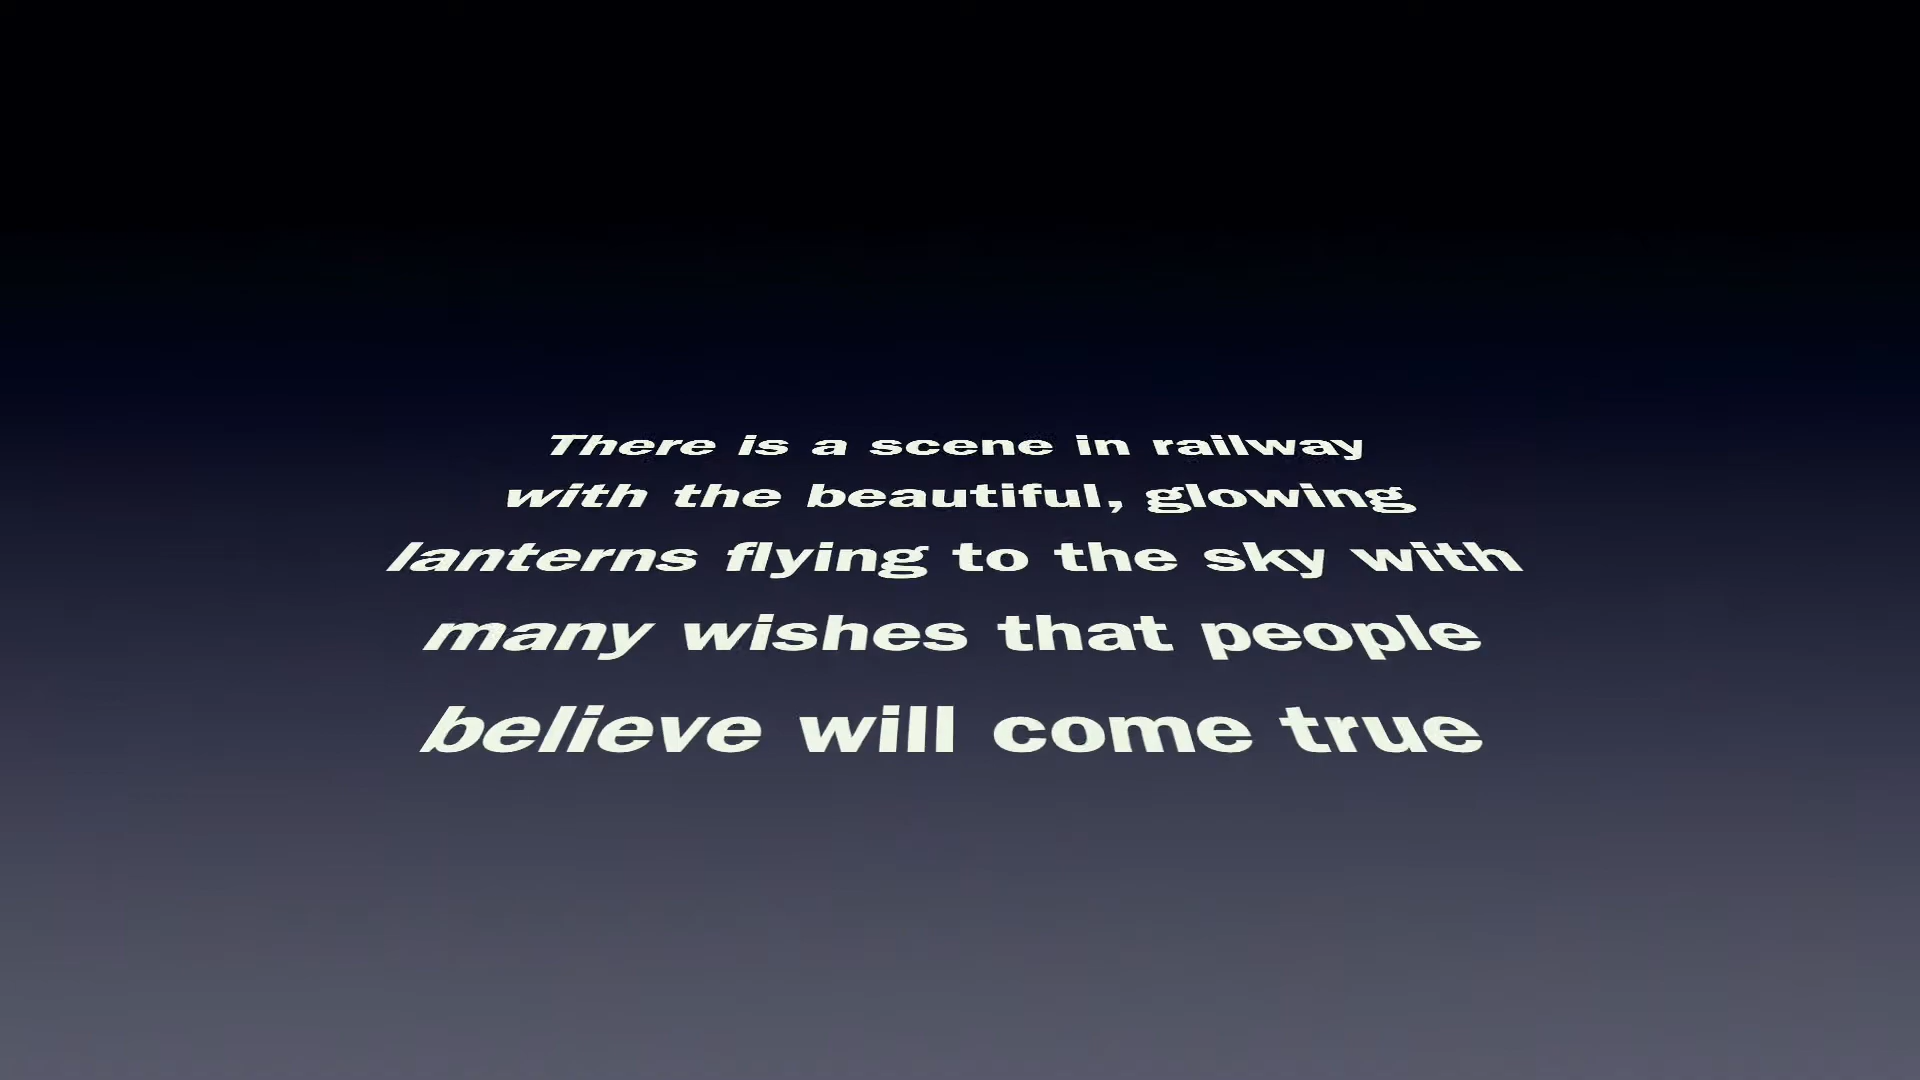 There is a scene in railway
with the beautiful, glowing
lanterns flying to the sky with
many wishes that people
believe will come true